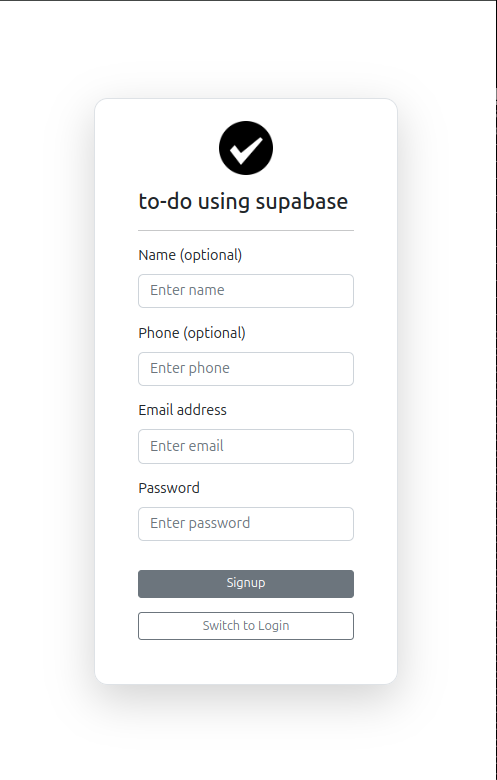 to-do using supabase
Name (optional)
Enter name
Phone (optional)
Enter phone
Email address
Enter email
Password
Enter password
Signup
Switch to Login